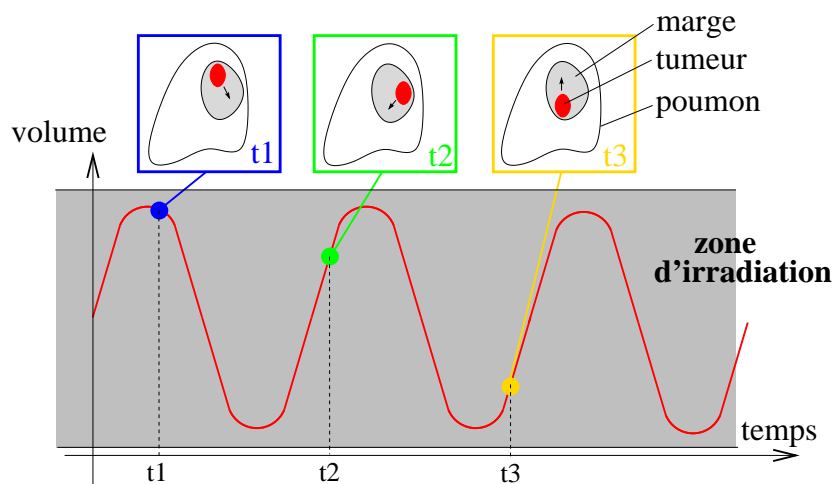 marge
tumeur
poumon
volume
t1
t2
t3
zone
d'irradiation
temps
t1
t2
t3